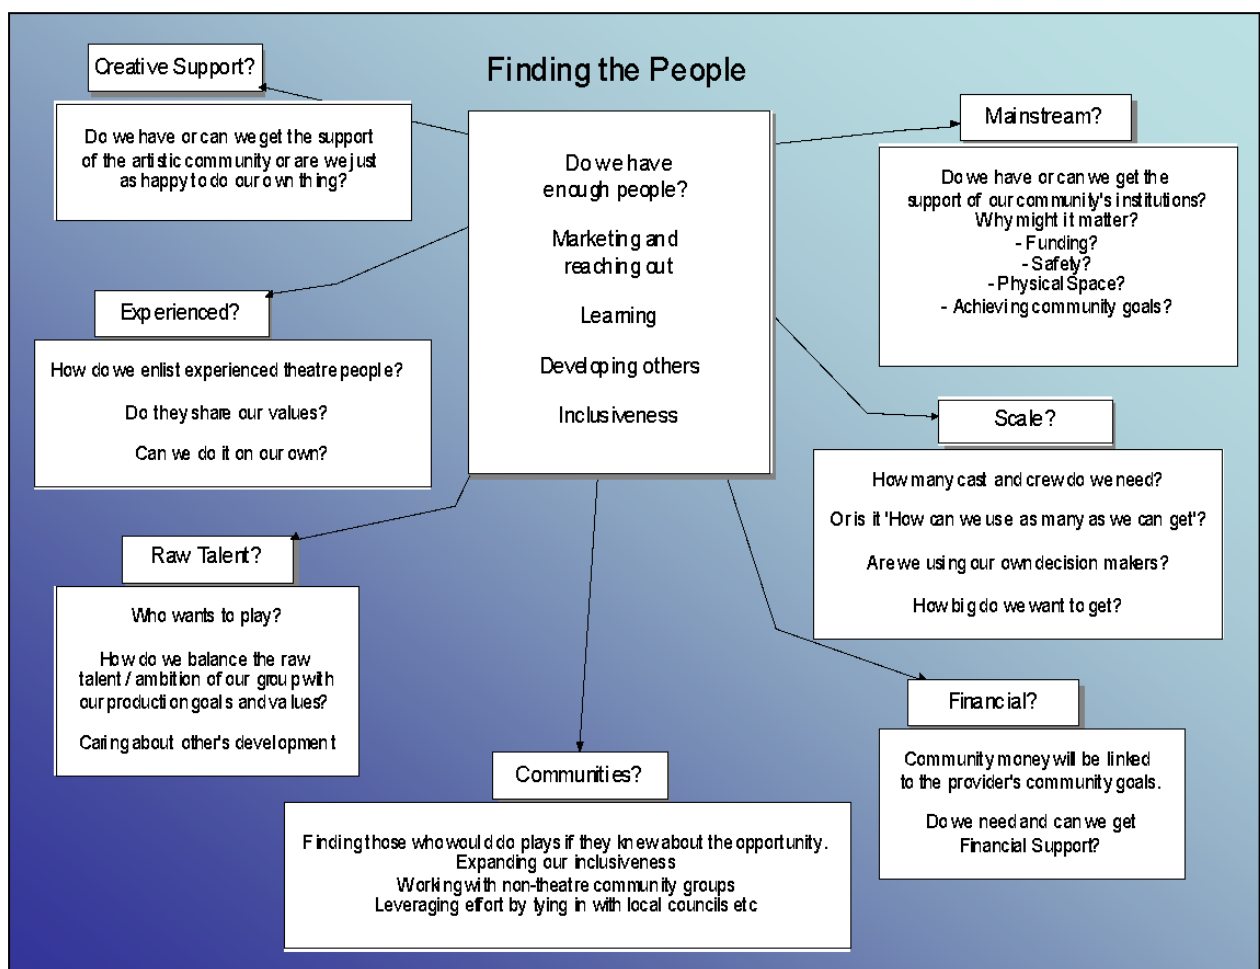 Finding the People
Creative Support?
Do we have or can we get the support
of the artistic community or are we just
as happy to do our own thing?
Experienced?
How do we enlist experienced theatre people?
Do they share our values?
Can we do it on our own?
Raw Talent?
Who wants to play?
How do we balance the raw
talent / ambition of our group with
our production goals and values?
Caring about other's development
Do we have
enough people?
Marketing and
reaching out
Learning
Developing others
Inclusiveness
Communities?
Finding those who would do plays if they knew about the opportunity.
Expanding our inclusiveness
Working with non-theatre community groups
Leveraging effort by tying in with local councils etc
Mainstream?
Do we have or can we get the
support of our community's institutions?
Why might it matter?
- Funding?
- Safety?
- Physical Space?
- Achieving community goals?
Scale?
How many cast and crew do we need?
Or is it 'How can we use as many as we can get'?
Are we using our own decision makers?
How big do we want to get?
Financial?
Community money will be linked
to the provider's community goals.
Do we need and can we get
Financial Support?